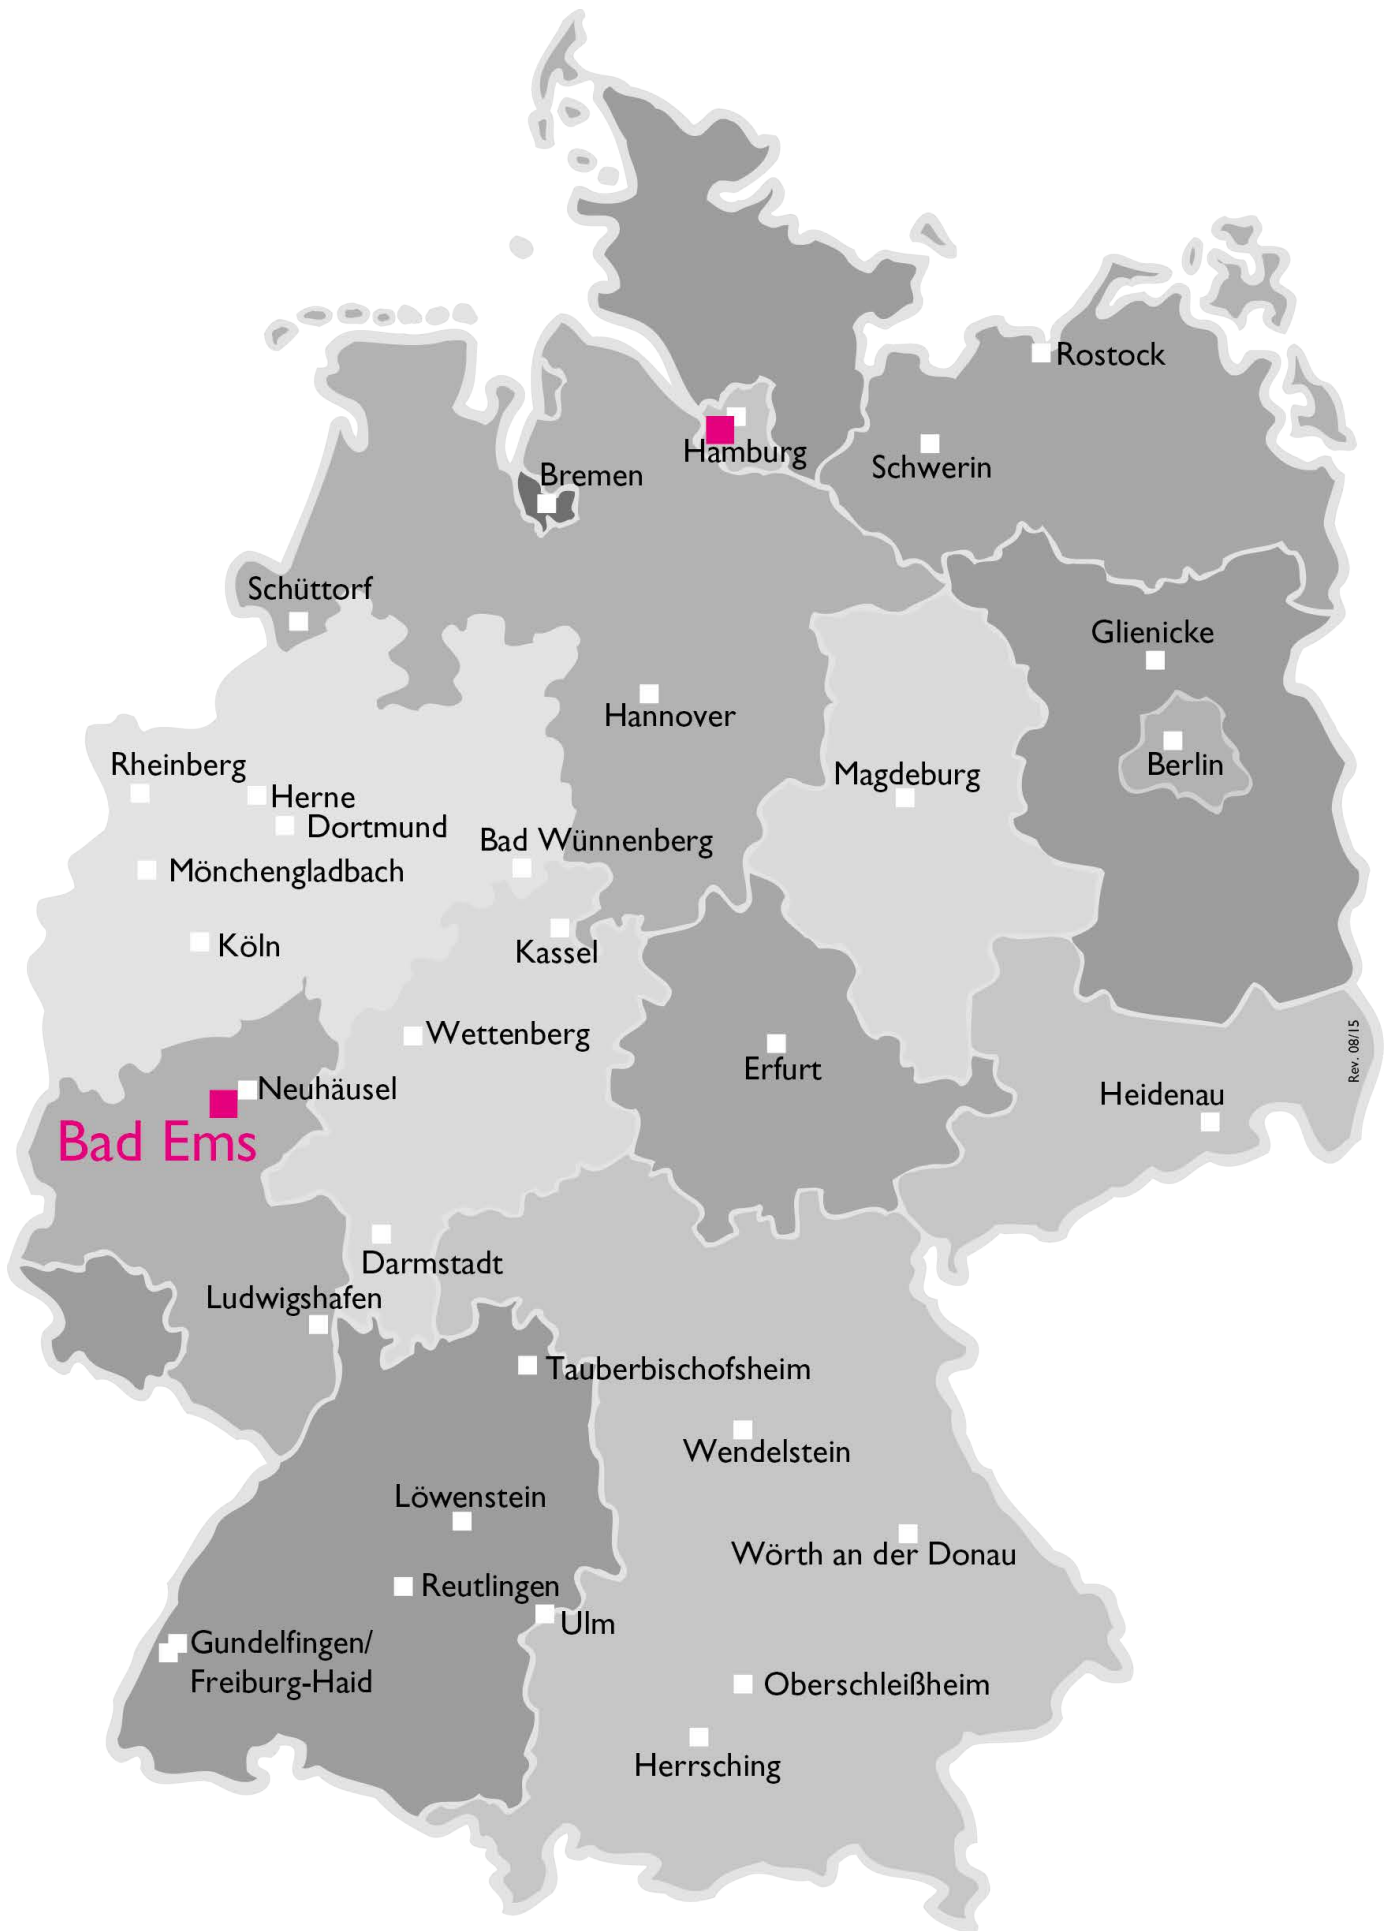 Rostock
Hamburg
Schwerin
Bremen
Schüttorf
Glienicke
Hannover
Rheinberg
Berlin
Magdeburg
Herne
Dortmund
Bad Wünnenberg
Mönchengladbach
Köln
Kassel
Wettenberg
Rev. 08/15
Erfurt
Neuhäusel
Heidenau
Bad Ems
Darmstadt
Ludwigshafen
Tauberbischofsheim
Wendelstein
Löwenstein
Wörth an der Donau
Reutlingen
Ulm
Gundelfingen/
Freiburg-Haid
Oberschleißheim
Herrsching